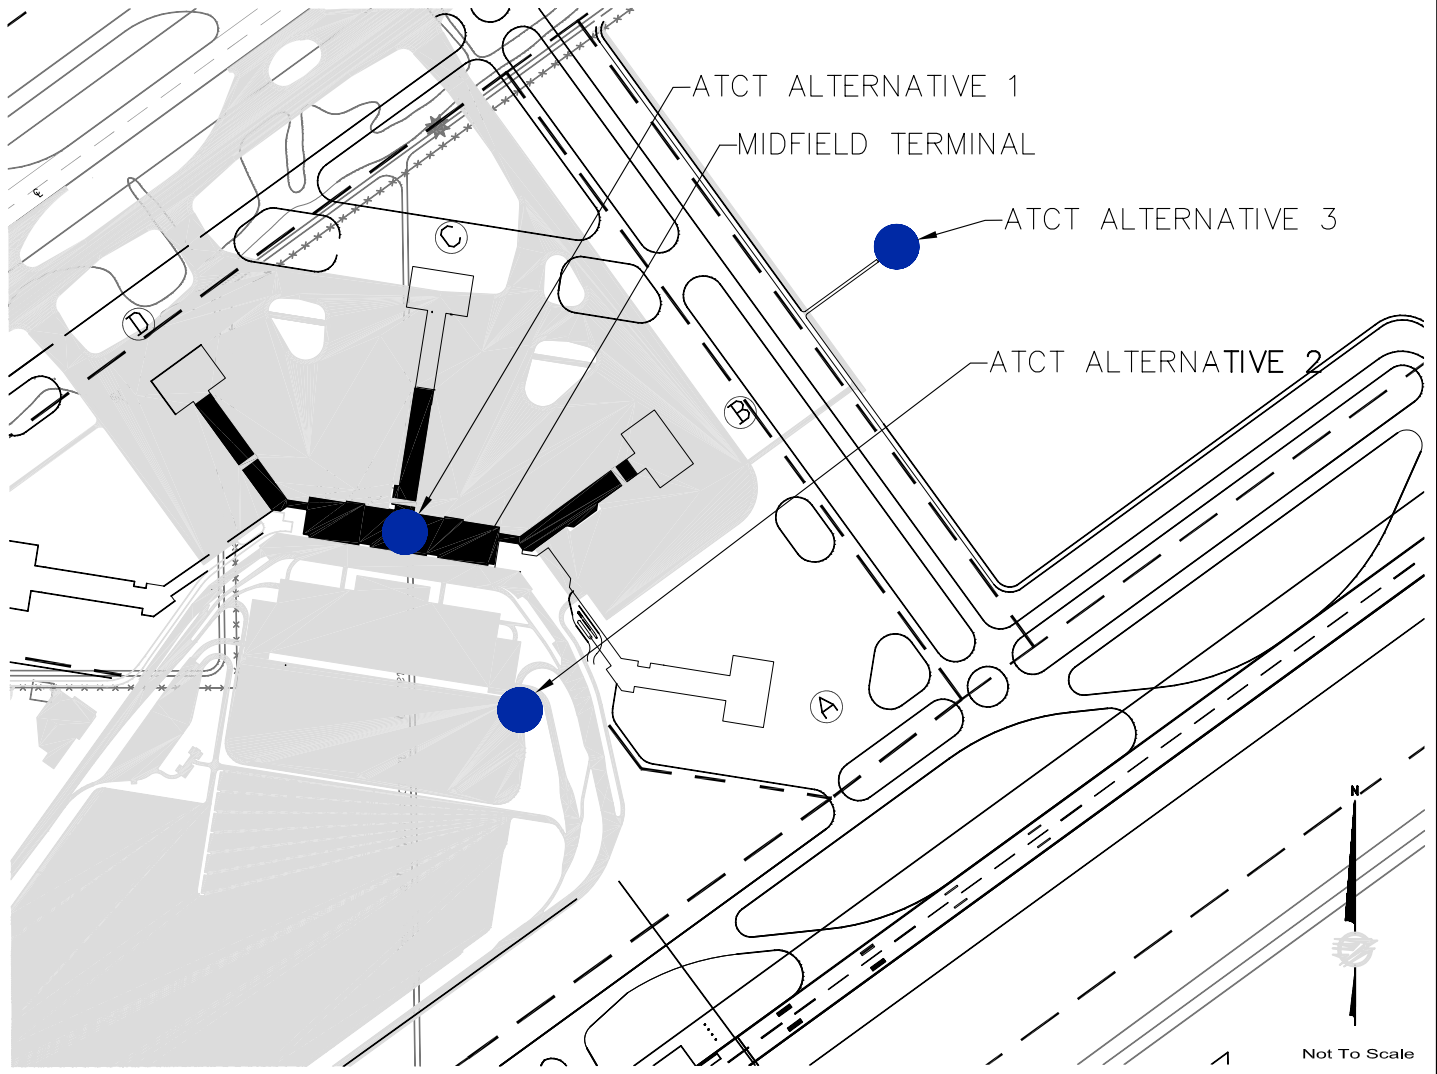 ATCT ALTERNATIVE 1
MIDFIELD TERMINAL
ATCT ALTERNATIVE 3
C
D
ATCT ALTERNATIVE 2
B
A
N
Not To Scale